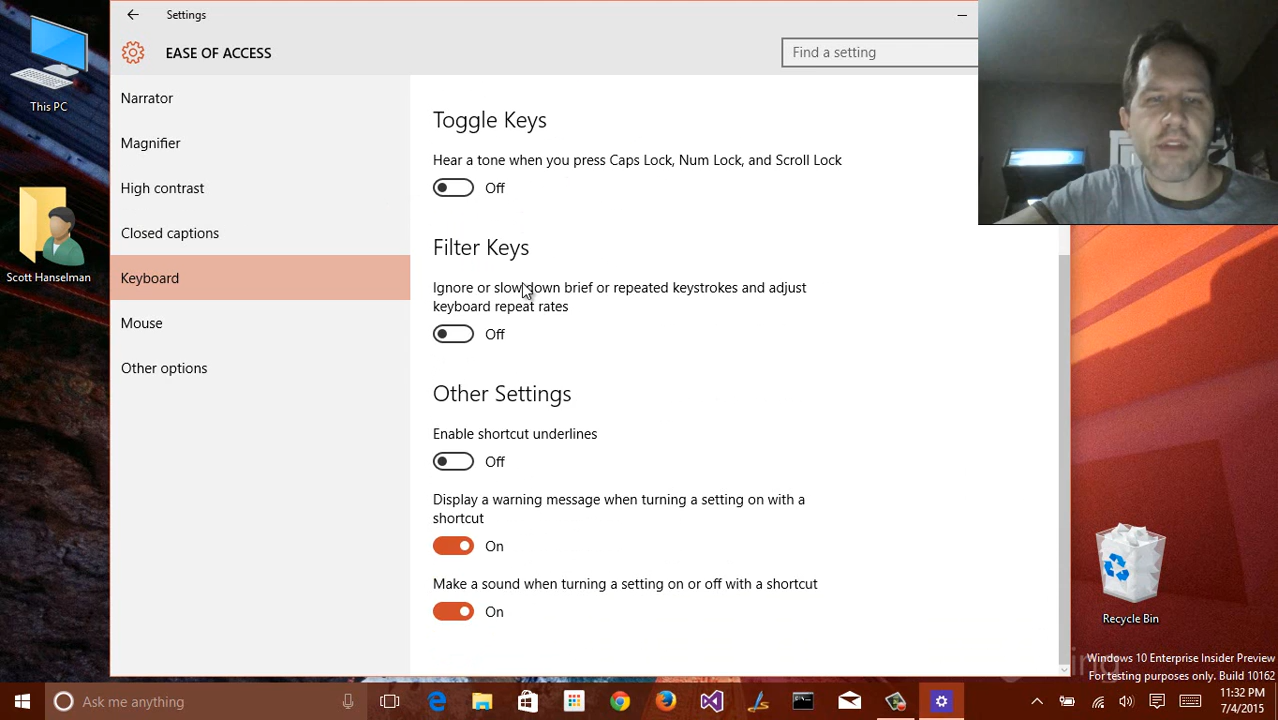 Settings
EASE OF ACCESS
Find a setting
This PC
Scott Hanselman
Narrator
Magnifier
High contrast
Closed captions
Keyboard
Mouse
Other options
Toggle Keys
Hear a tone when you press Caps Lock, Num Lock, and Scroll Lock
Off
Filter Keys
Ignore or slow down brief or repeated keystrokes and adjust
keyboard repeat rates
Off
Other Settings
Enable shortcut underlines
Off
Display a warning message when turning a setting on with a
shortcut
On
Make a sound when turning a setting on or off with a shortcut
On
Recycle Bin
Windows 10 Enterprise Insider Preview
For testing purposes only. Build 10162
Ask me anything
11:32 PM
7/4/2015